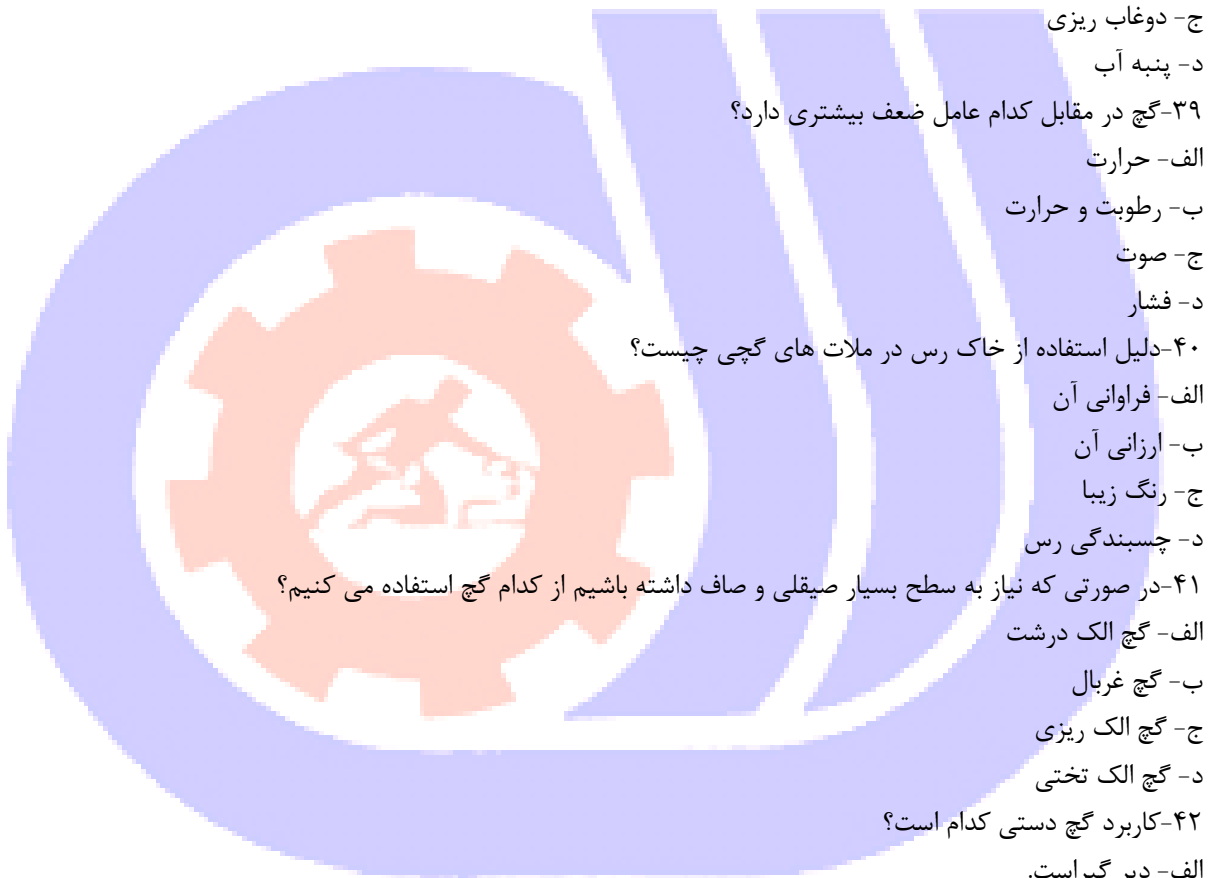 ج- دوغاب ریزی
د- پنبه آب
۳۹-گچ در مقابل کدام عامل ضعف بیشتری دارد؟
الف- حرارت
ب- رطوبت و حرارت
ج- صوت
د- فشار
۴۰-دلیل استفاده از خاک رس در ملات های گچی چیست؟
الف- فراوانی آن
ب- ارزانی آن
ج- رنگ زیبا
د- چسبندگی رس
۴۱-در صورتی که نیاز به سطح بسیار صیقلی و صاف داشته باشیم از کدام گچ استفاده می کنیم؟
الف- گچ الک درشت
ب- گچ غربال
ج- گچ الک ریزی
د- گچ الک تختی
۴۲-کاربرد گچ دستی کدام است؟
الف- دیر گیراست.